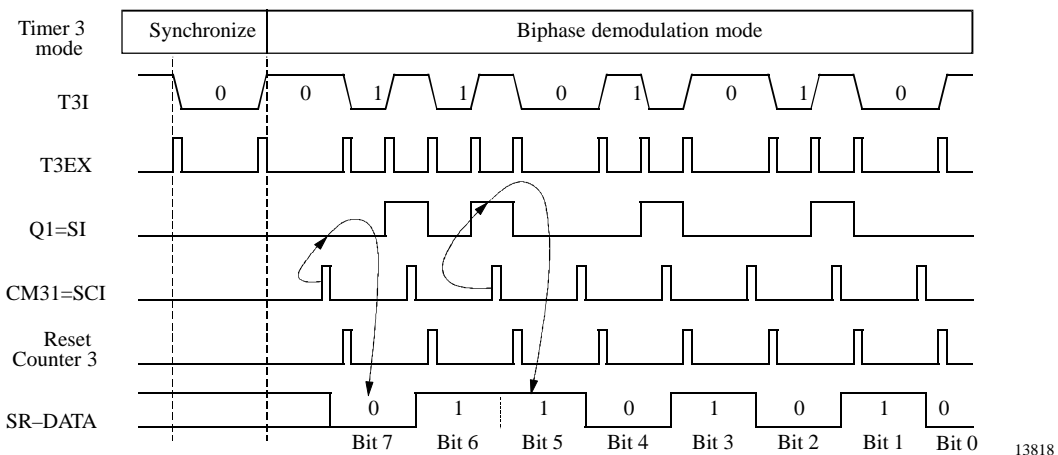 Timer 3
mode
Synchronize
Biphase demodulation mode
T3I
0 0 1 1 0 1 0 1 0
T3EX
Q1=SI
CM31=SCI
Reset
Counter 3
SR–DATA
0 1 1 0 1 0 1 0
Bit 7 Bit 6 Bit 5 Bit 4 Bit 3 Bit 2 Bit 1 Bit 0
13818